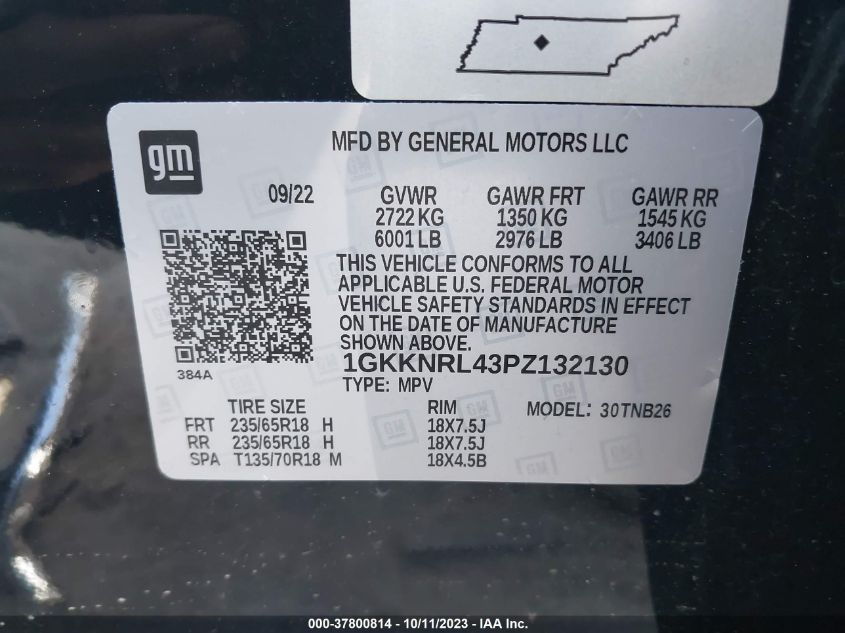 gm
MFD BY GENERAL MOTORS LLC
09/22 GVWR GAWR FRT GAWR RR
2722 KG 1350 KG 1545 KG
6001 LB 2976 LB 3406 LB
THIS VEHICLE CONFORMS TO ALL
APPLICABLE U.S. FEDERAL MOTOR
VEHICLE SAFETY STANDARDS IN EFFECT
ON THE DATE OF MANUFACTURE
SHOWN ABOVE.
1GKKNRL43PZ132130
384A
TYPE: MPV
TIRE SIZE RIM MODEL: 30TNB26
FRT 235/65R18 H 18X7.5J
RR 235/65R18 H 18X7.5J
SPA T135/70R18 M 18X4.5B
000-37800814 - 10/11/2023 - IAA Inc.